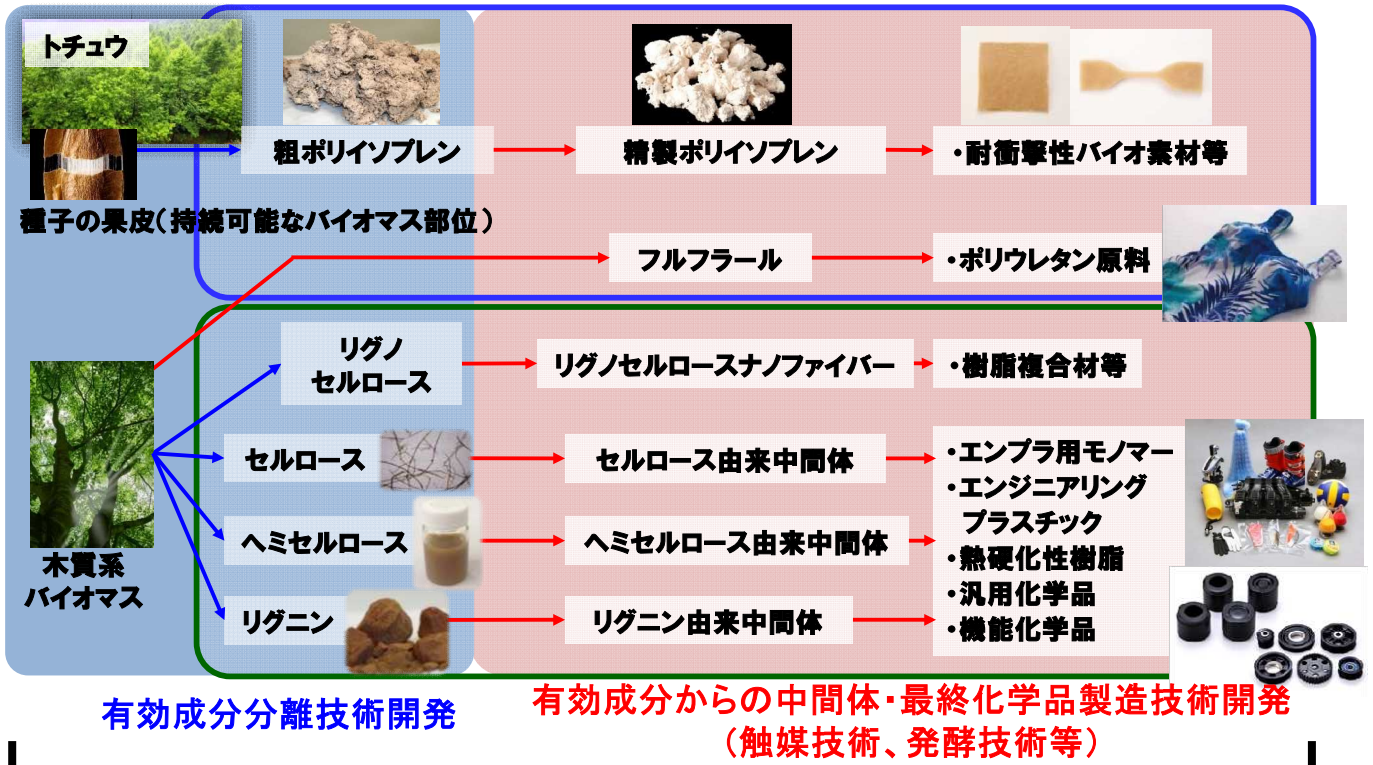 トチュウ
粗ポリイソプレン
精製ポリイソプレン
・耐衝撃性バイオ素材等
種子の果皮(持続可能なバイオマス部位)
フルフラール
・ポリウレタン原料
リグノ
セルロース
リグノセルロースナノファイバー
・樹脂複合材等
セルロース
セルロース由来中間体
ヘミセルロース
ヘミセルロース由来中間体
リグニン
リグニン由来中間体
・エンプラ用モノマー
・エンジニアリング
プラスチック
・熱硬化性樹脂
・汎用化学品
・機能化学品
木質系
バイオマス
有効成分分離技術開発
有効成分からの中間体・最終化学品製造技術開発
(触媒技術、発酵技術等)